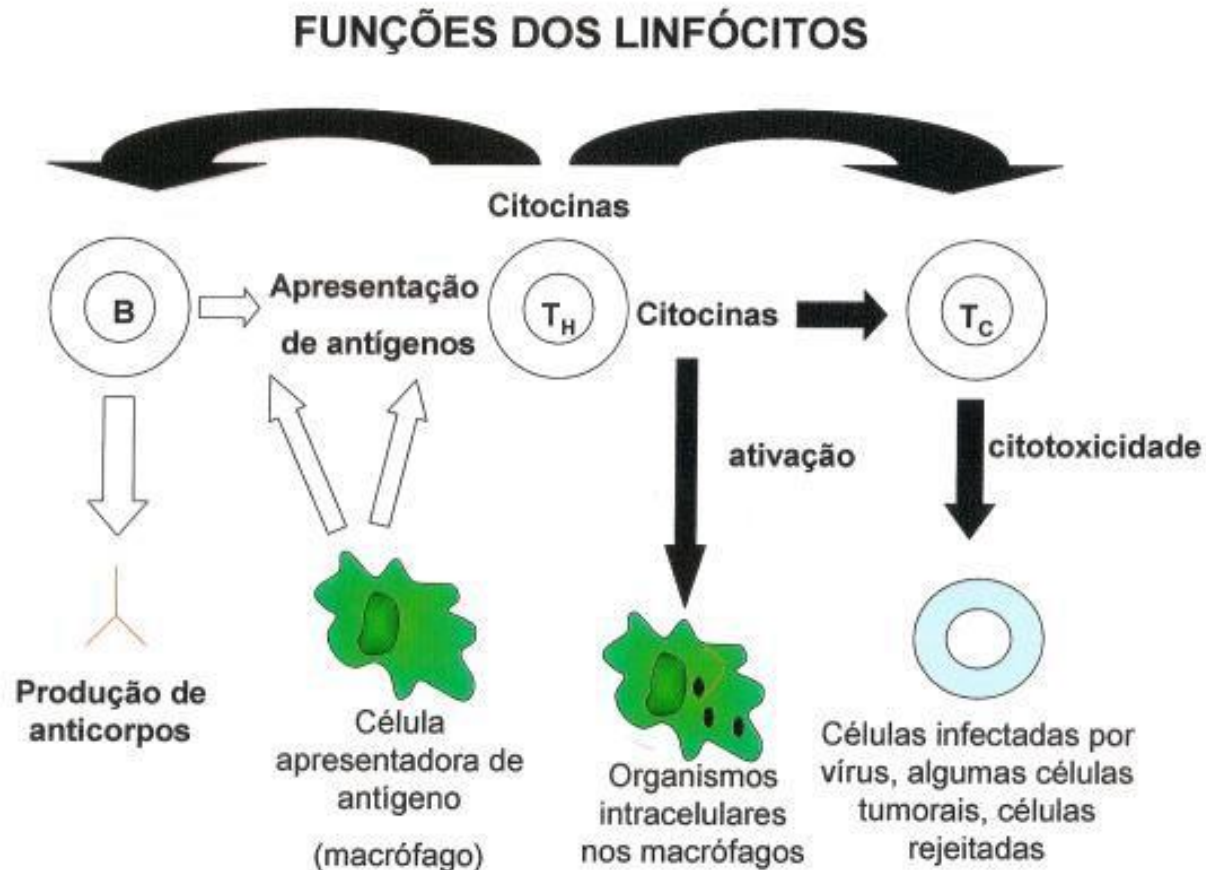 FUNÇÕES DOS LINFÓCITOS
Citocinas
B
Apresentação
de antígenos
TH
Citocinas
TC
ativação
citotoxicidade
Produção de
anticorpos
Célula
apresentadora de
antígeno
(macrófago)
Organismos
intracelulares
nos macrófagos
Células infectadas por
vírus, algumas células
tumorais, células
rejeitadas